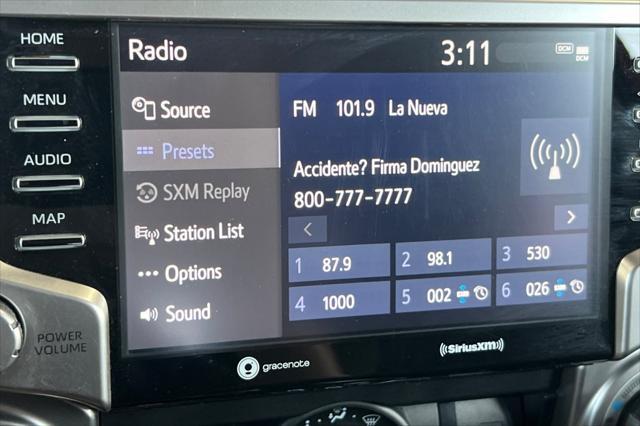 HOME
MENU
AUDIO
MAP
POWER
VOLUME
Radio
3:11
DCM
DCM
Source
Presets
SXM Replay
Station List
Options
Sound
FM 101.9 La Nueva
Accidente? Firma Dominguez
800-777-7777
1 87.9
2 98.1
3 530
4 1000
5 002
6 026
gracenote
SiriusXM